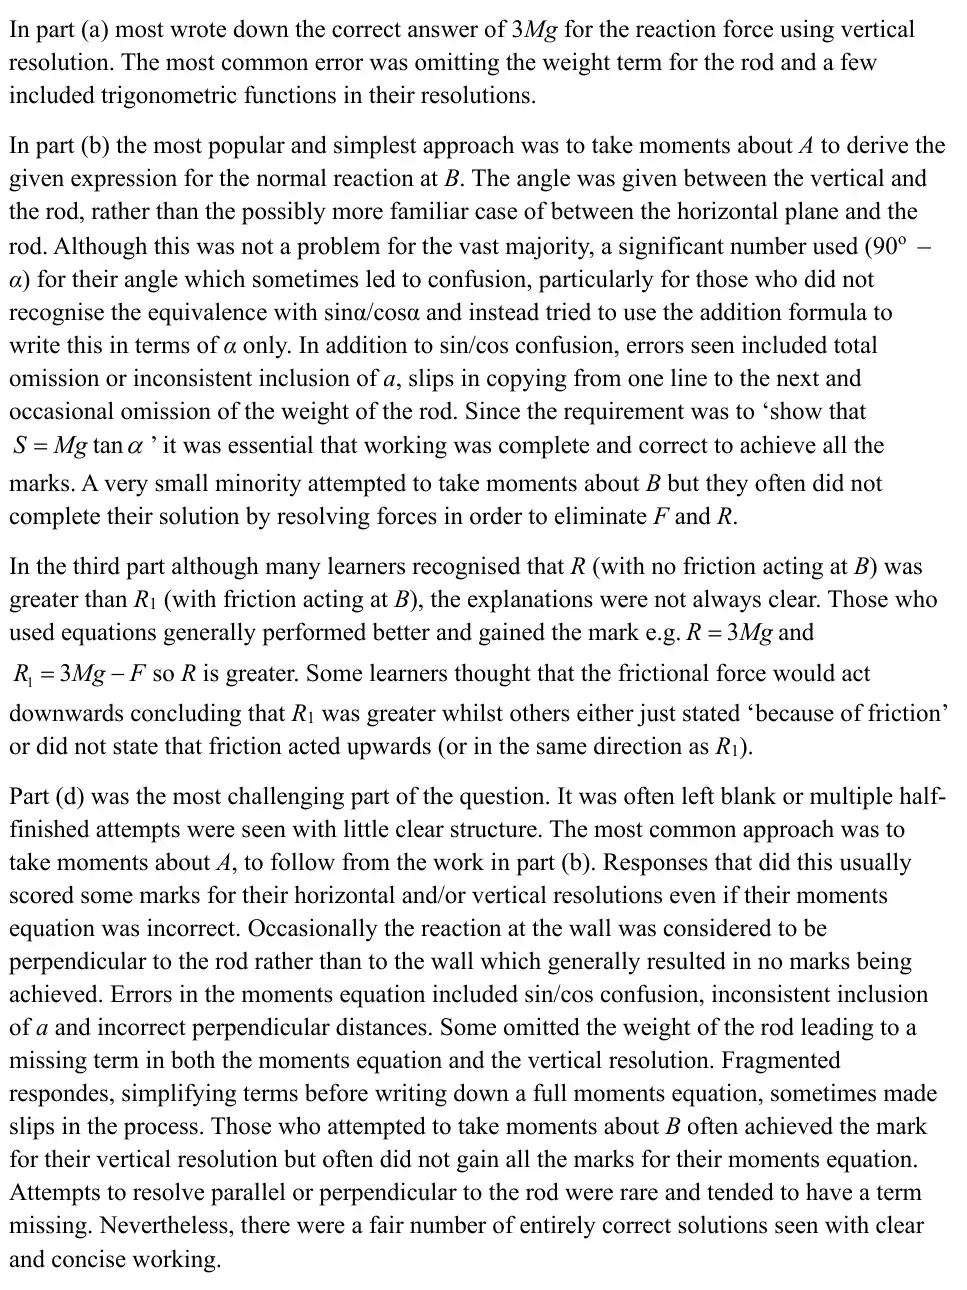 In part (a) most wrote down the correct answer of 3Mg for the reaction force using vertical
resolution. The most common error was omitting the weight term for the rod and a few
included trigonometric functions in their resolutions.
In part (b) the most popular and simplest approach was to take moments about A to derive the
given expression for the normal reaction at B. The angle was given between the vertical and
the rod, rather than the possibly more familiar case of between the horizontal plane and the
rod. Although this was not a problem for the vast majority, a significant number used (90° –
α) for their angle which sometimes led to confusion, particularly for those who did not
recognise the equivalence with sinα/cosα and instead tried to use the addition formula to
write this in terms of α only. In addition to sin/cos confusion, errors seen included total
omission or inconsistent inclusion of a, slips in copying from one line to the next and
occasional omission of the weight of the rod. Since the requirement was to ‘show that
S = Mg tan α ’ it was essential that working was complete and correct to achieve all the
marks. A very small minority attempted to take moments about B but they often did not
complete their solution by resolving forces in order to eliminate F and R.
In the third part although many learners recognised that R (with no friction acting at B) was
greater than R₁ (with friction acting at B), the explanations were not always clear. Those who
used equations generally performed better and gained the mark e.g. R = 3Mg and
R₁ = 3Mg − F so R is greater. Some learners thought that the frictional force would act
downwards concluding that R₁ was greater whilst others either just stated ‘because of friction’
or did not state that friction acted upwards (or in the same direction as R₁).
Part (d) was the most challenging part of the question. It was often left blank or multiple half-
finished attempts were seen with little clear structure. The most common approach was to
take moments about A, to follow from the work in part (b). Responses that did this usually
scored some marks for their horizontal and/or vertical resolutions even if their moments
equation was incorrect. Occasionally the reaction at the wall was considered to be
perpendicular to the rod rather than to the wall which generally resulted in no marks being
achieved. Errors in the moments equation included sin/cos confusion, inconsistent inclusion
of a and incorrect perpendicular distances. Some omitted the weight of the rod leading to a
missing term in both the moments equation and the vertical resolution. Fragmented
respondes, simplifying terms before writing down a full moments equation, sometimes made
slips in the process. Those who attempted to take moments about B often achieved the mark
for their vertical resolution but often did not gain all the marks for their moments equation.
Attempts to resolve parallel or perpendicular to the rod were rare and tended to have a term
missing. Nevertheless, there were a fair number of entirely correct solutions seen with clear
and concise working.